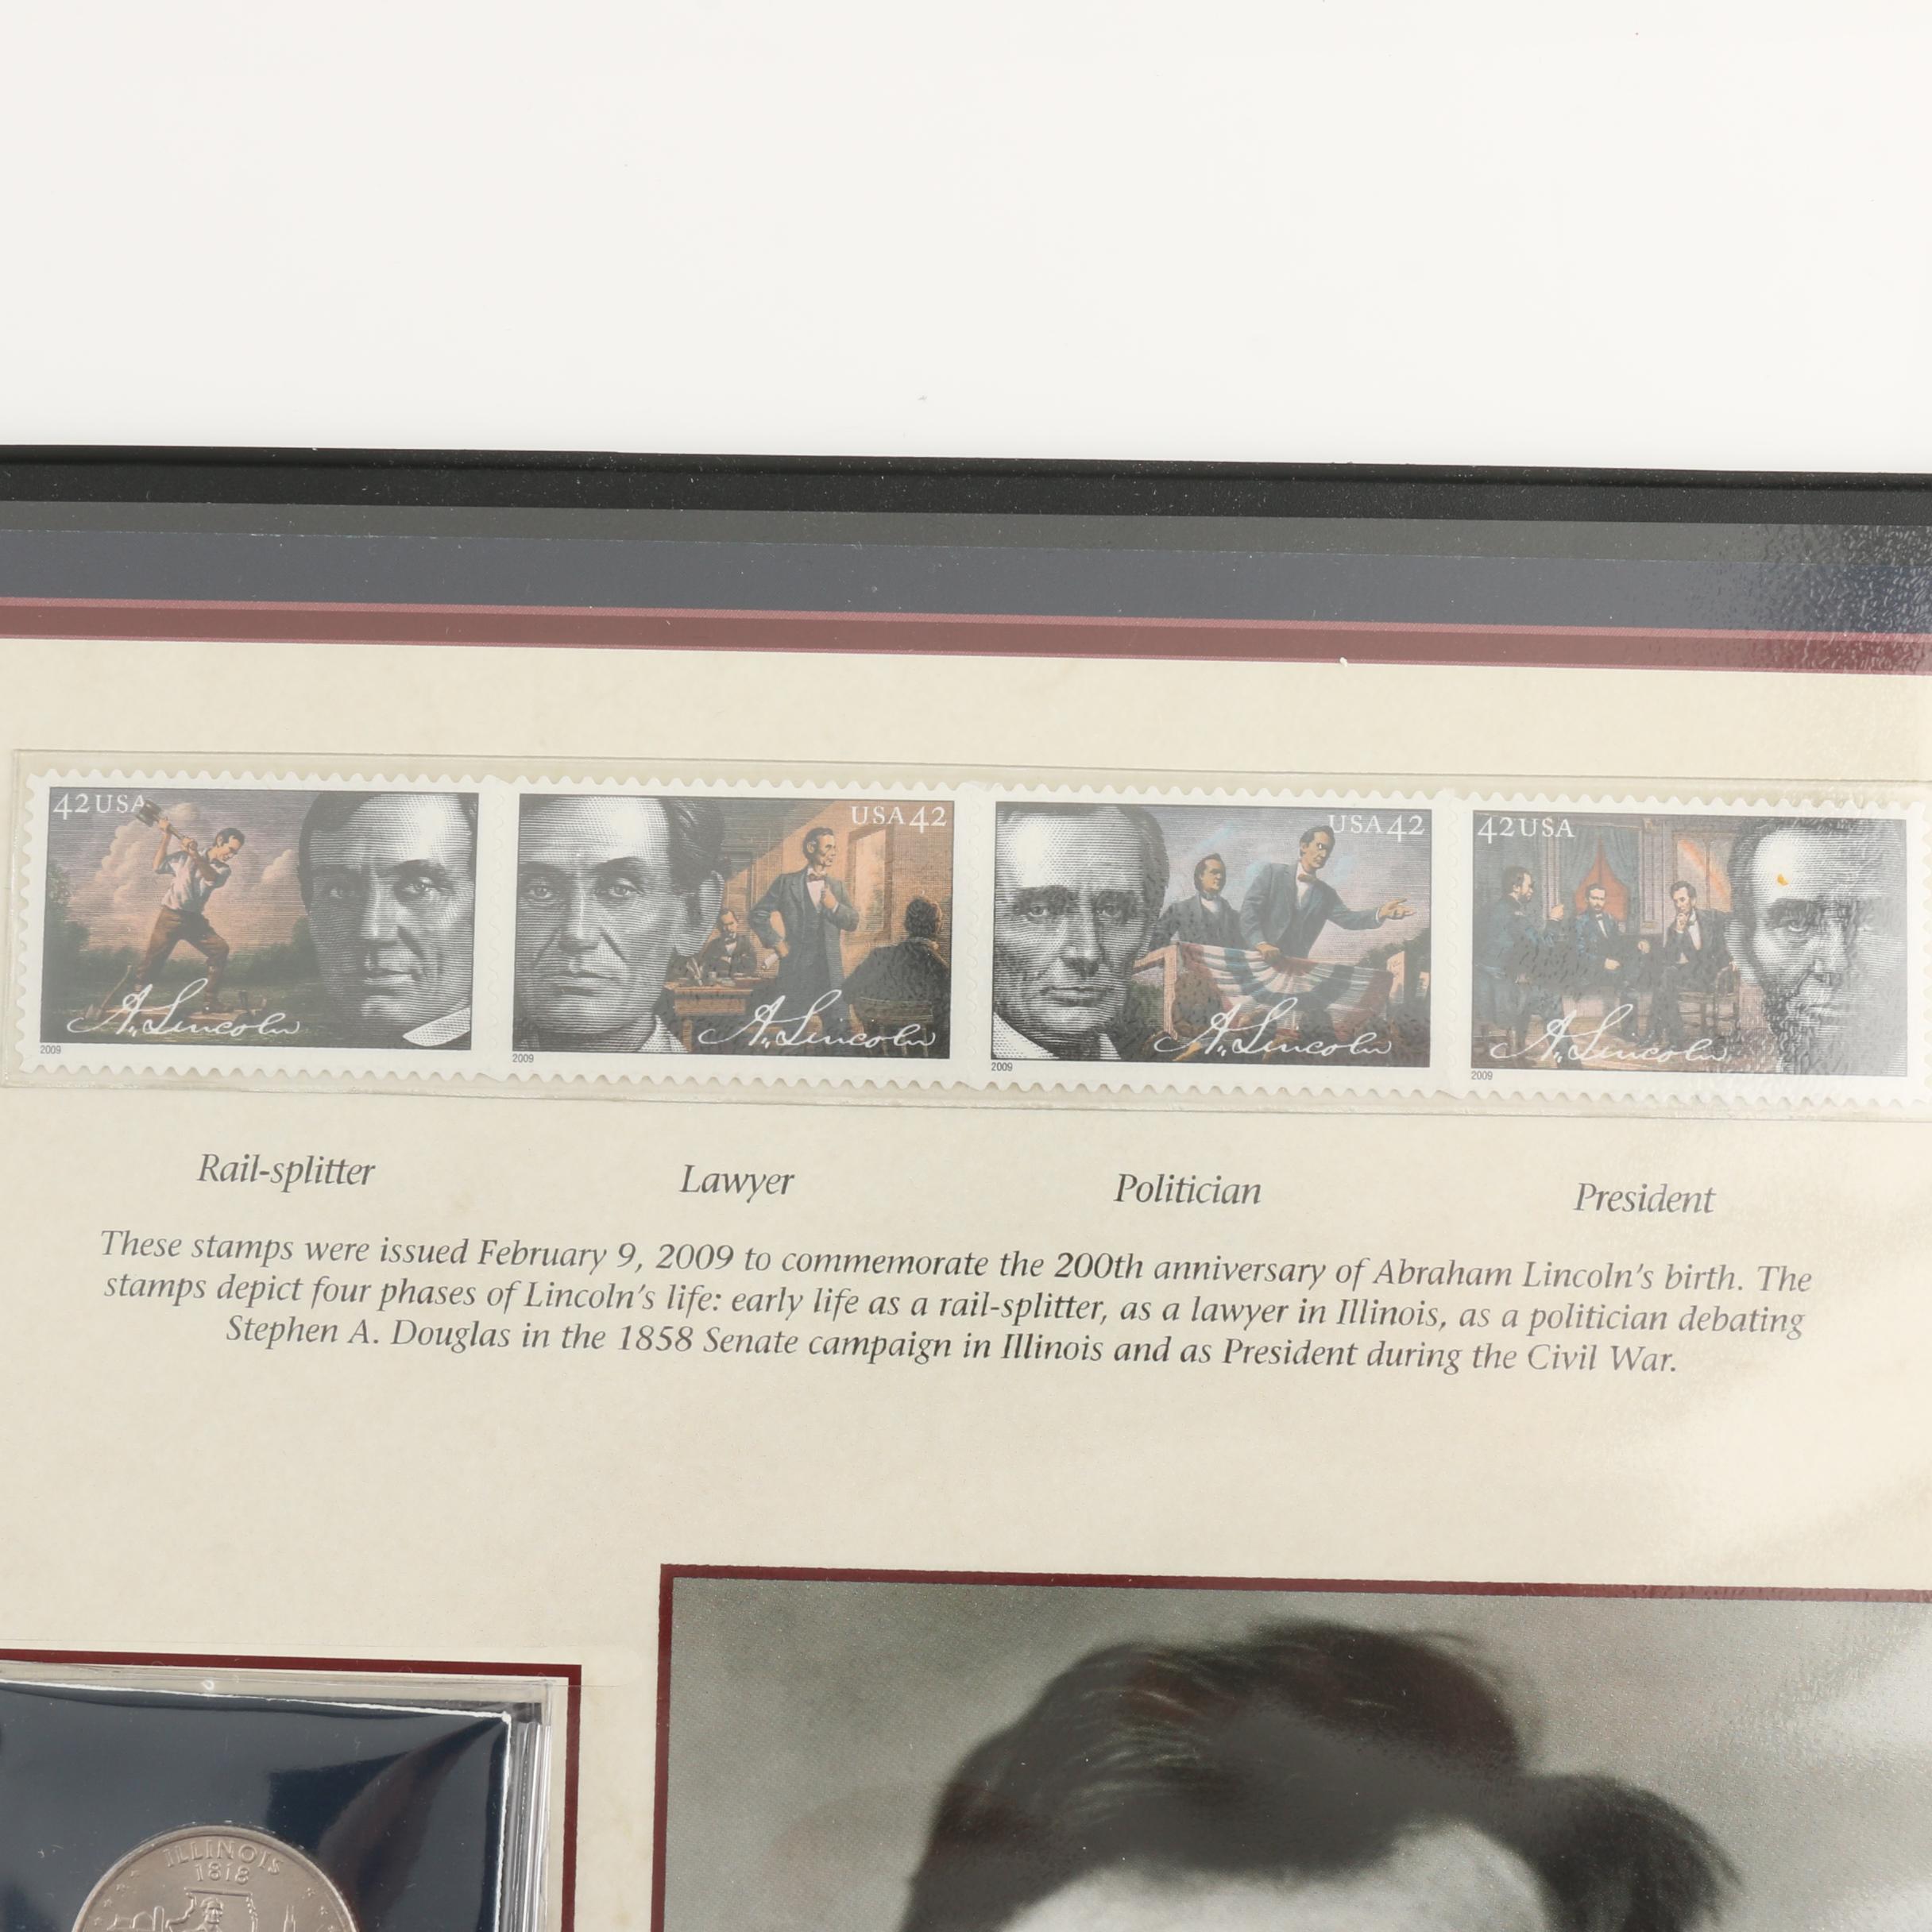 42 USA
A. Lincoln
2009
USA 42
A. Lincoln
2009
USA 42
A. Lincoln
2009
42 USA
A. Lincoln
2009
Rail-splitter
Lawyer
Politician
President
These stamps were issued February 9, 2009 to commemorate the 200th anniversary of Abraham Lincoln's birth. The
stamps depict four phases of Lincoln's life: early life as a rail-splitter, as a lawyer in Illinois, as a politician debating
Stephen A. Douglas in the 1858 Senate campaign in Illinois and as President during the Civil War.
ILLINOIS
1818